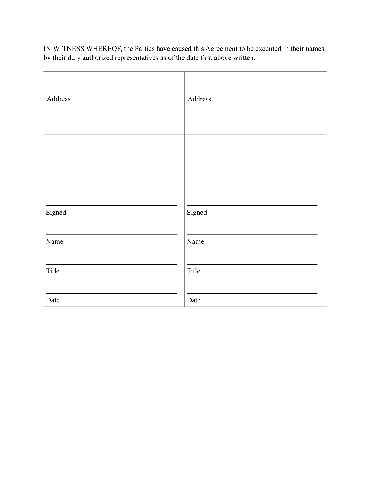 IN WITNESS WHEREOF, the Parties have caused this Agreement to be executed in their names
by their duly authorized representatives as of the date first above written.
Address Address
Signed Signed
Name Name
Title Title
Date Date